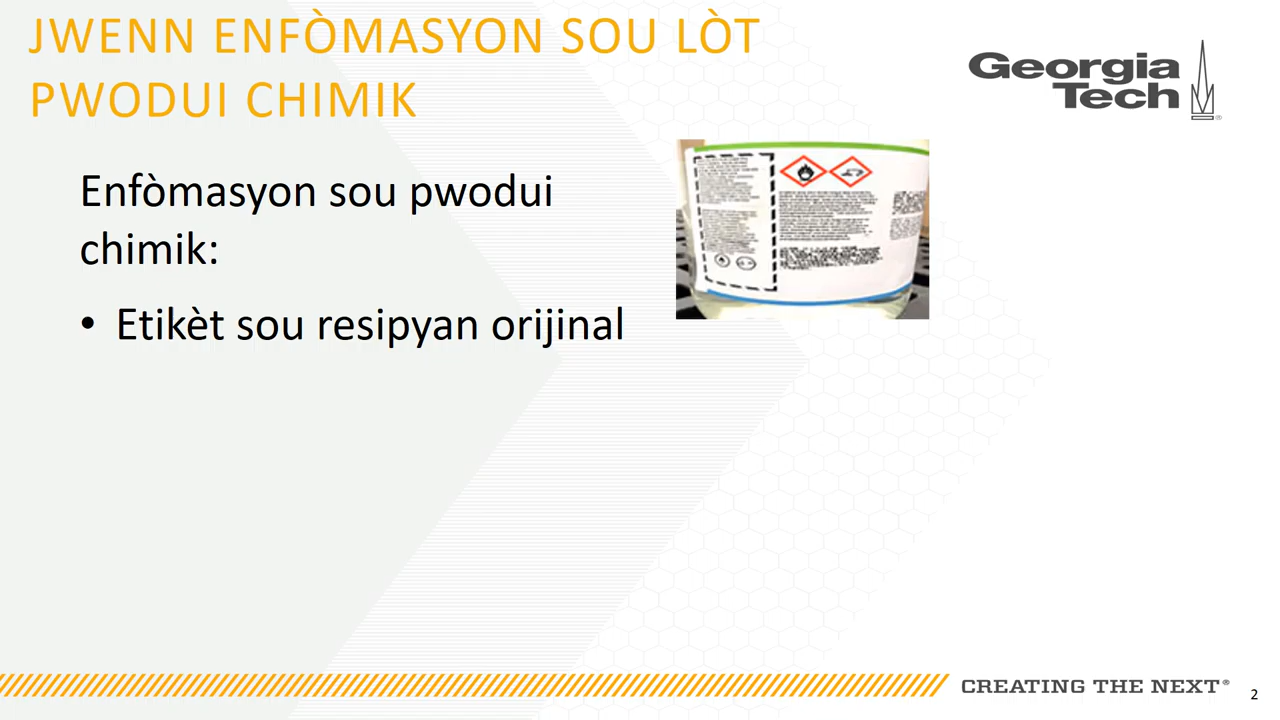 JWENN ENFÒMASYON SOU LÒT
PWODUI CHIMIK
Georgia
Tech
Enfòmasyon sou pwodui
chimik:
• Etikèt sou resipyan orijinal
CREATING THE NEXT®
2